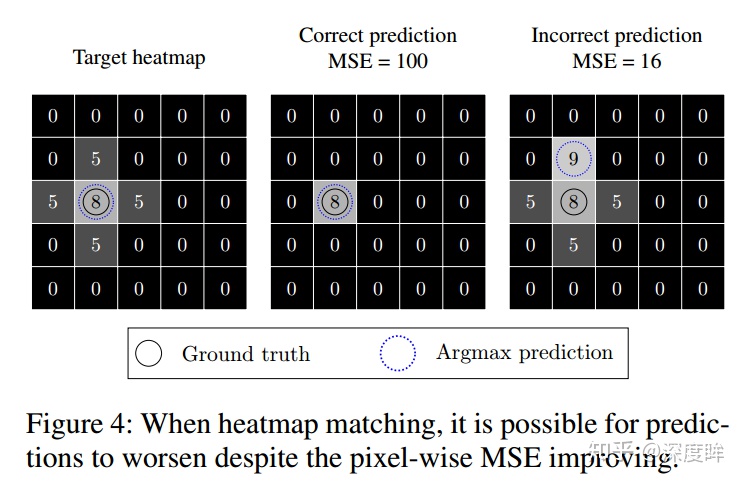 Target heatmap
Correct prediction
MSE = 100
Incorrect prediction
MSE = 16
0 0 0 0 0
0 5 0 0 0
5 8 5 0 0
0 5 0 0 0
0 0 0 0 0
0 0 0 0 0
0 0 0 0 0
0 8 0 0 0
0 0 0 0 0
0 0 0 0 0
0 0 0 0 0
0 9 0 0 0
5 8 5 0 0
0 5 0 0 0
0 0 0 0 0
Ground truth
Argmax prediction
Figure 4: When heatmap matching, it is possible for predic-
tions to worsen despite the pixel-wise MSE improving.
知乎 @深度眸